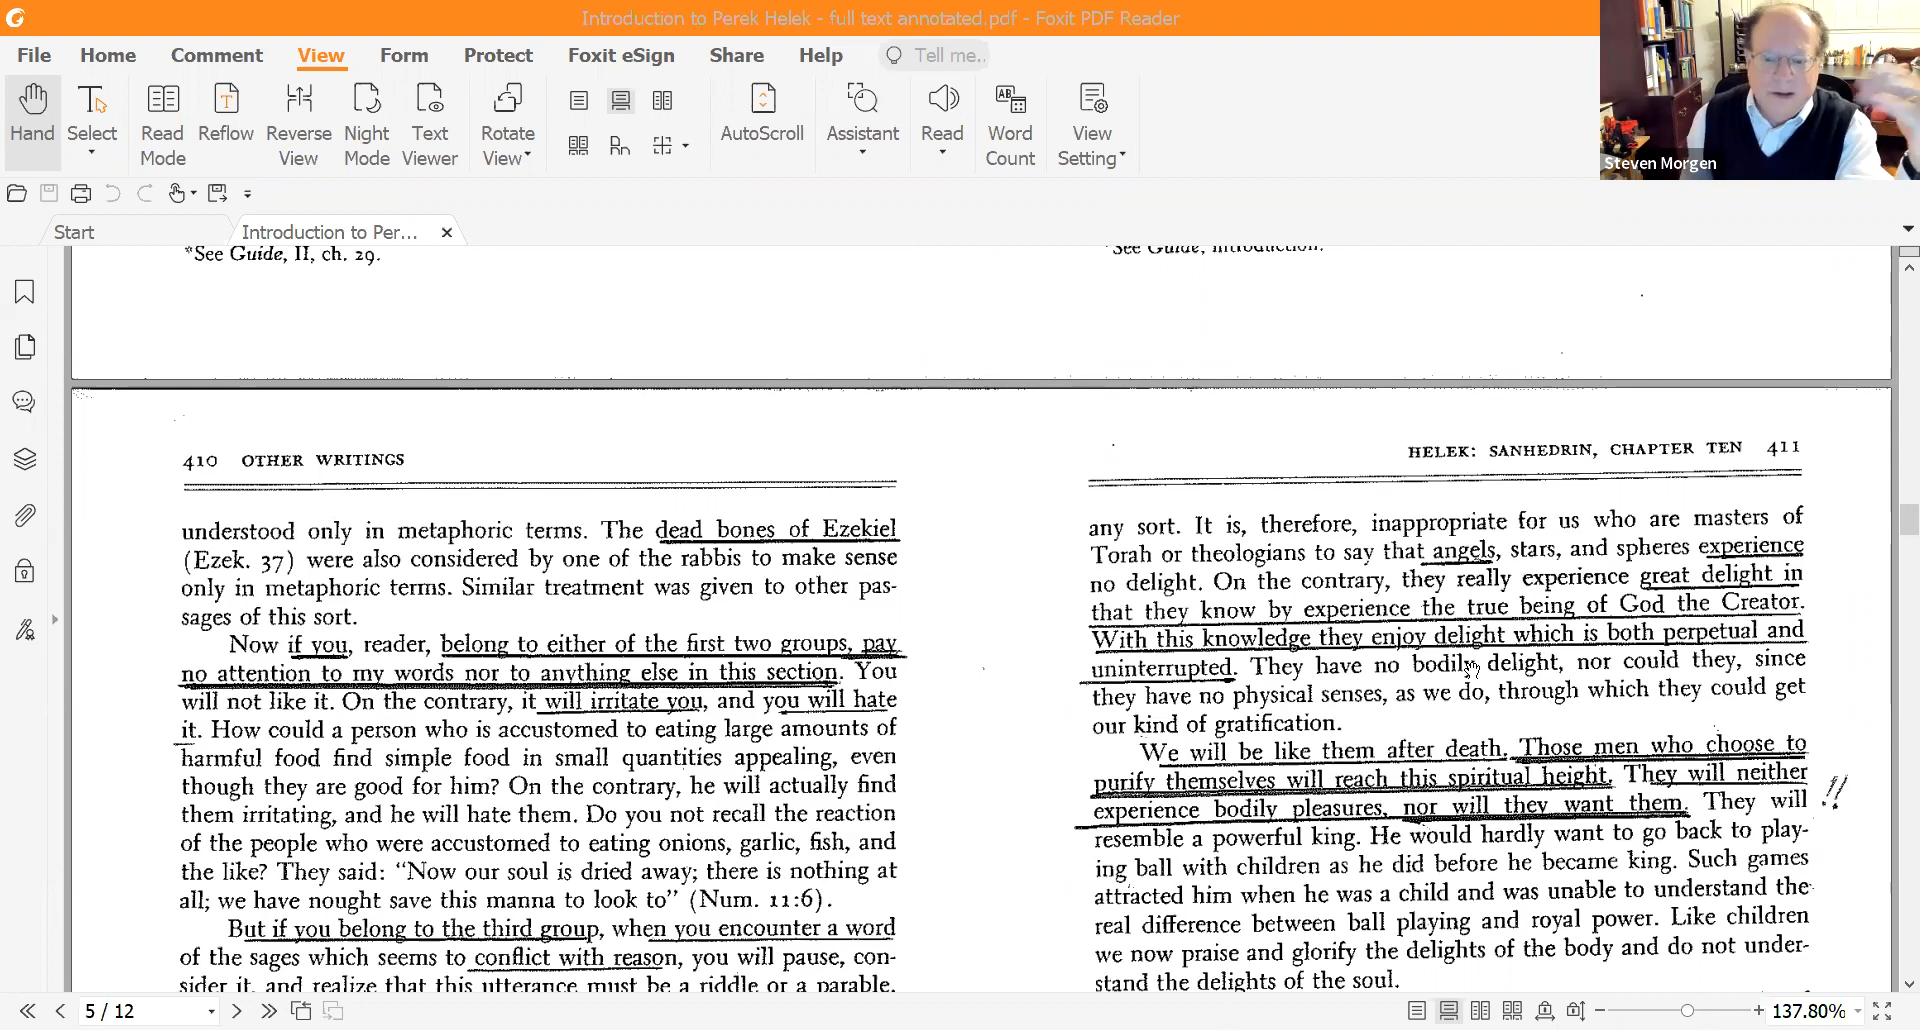 Introduction to Perek Helek - full text annotated.pdf - Foxit PDF Reader
File Home Comment View Form Protect Foxit eSign Share Help Tell me..
Hand Select Read Mode Reflow Reverse View Night Mode Text Viewer Rotate View AutoScroll Assistant Read Word Count View Setting
Steven Morgen
Start Introduction to Per...
*See Guide, II, ch. 29.
*See Guide, introduction.
410 OTHER WRITINGS
understood only in metaphoric terms. The dead bones of Ezekiel
(Ezek. 37) were also considered by one of the rabbis to make sense
only in metaphoric terms. Similar treatment was given to other pas-
sages of this sort.
Now if you, reader, belong to either of the first two groups, pay
no attention to my words nor to anything else in this section. You
will not like it. On the contrary, it will irritate you, and you will hate
it. How could a person who is accustomed to eating large amounts of
harmful food find simple food in small quantities appealing, even
though they are good for him? On the contrary, he will actually find
them irritating, and he will hate them. Do you not recall the reaction
of the people who were accustomed to eating onions, garlic, fish, and
the like? They said: “Now our soul is dried away; there is nothing at
all; we have nought save this manna to look to” (Num. 11:6).
But if you belong to the third group, when you encounter a word
of the sages which seems to conflict with reason, you will pause, con-
sider it, and realize that this utterance must be a riddle or a parable.
HELEK: SANHEDRIN, CHAPTER TEN 411
any sort. It is, therefore, inappropriate for us who are masters of
Torah or theologians to say that angels, stars, and spheres experience
no delight. On the contrary, they really experience great delight in
that they know by experience the true being of God the Creator.
With this knowledge they enjoy delight which is both perpetual and
uninterrupted. They have no bodily delight, nor could they, since
they have no physical senses, as we do, through which they could get
our kind of gratification.
We will be like them after death. Those men who choose to
purify themselves will reach this spiritual height. They will neither
experience bodily pleasures, nor will they want them. They will
!!
resemble a powerful king. He would hardly want to go back to play-
ing ball with children as he did before he became king. Such games
attracted him when he was a child and was unable to understand the
real difference between ball playing and royal power. Like children
we now praise and glorify the delights of the body and do not under-
stand the delights of the soul.
5 / 12
137.80%